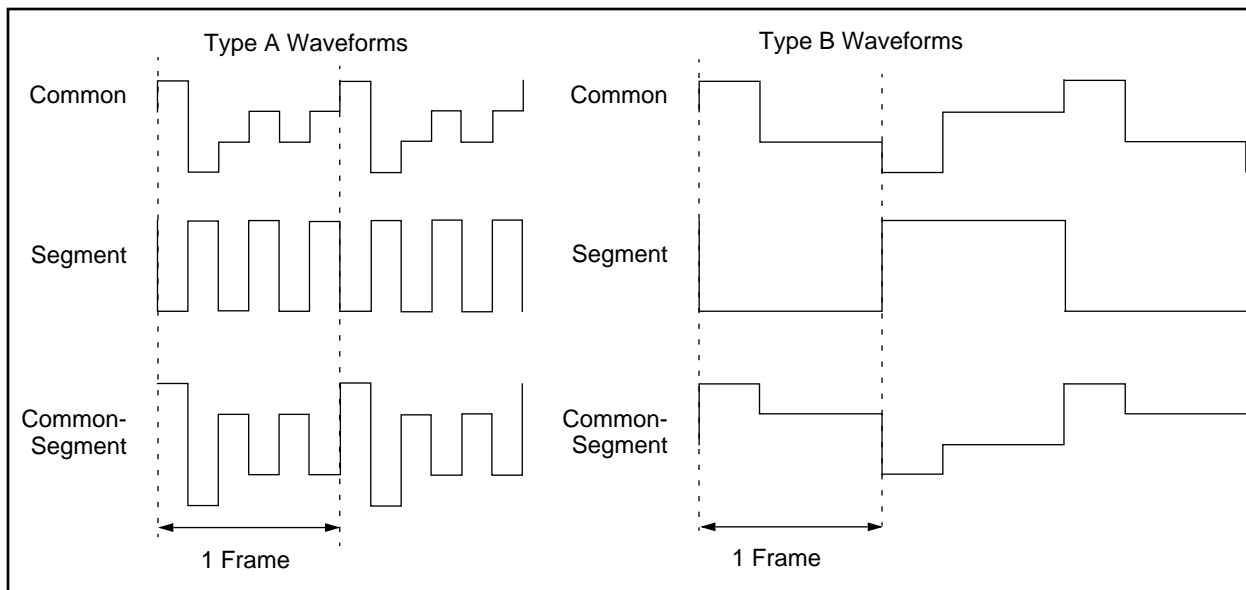 Type A Waveforms
Common
Segment
Common-
Segment
1 Frame
Type B Waveforms
Common
Segment
Common-
Segment
1 Frame